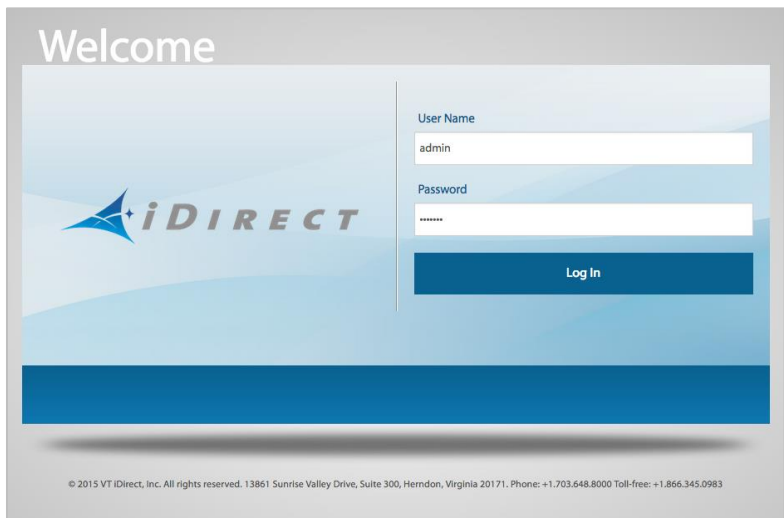 Welcome
User Name
admin
iDIRECT
Password
•••••••
Log In
© 2015 VT iDirect, Inc. All rights reserved. 13861 Sunrise Valley Drive, Suite 300, Herndon, Virginia 20171. Phone: +1.703.648.8000 Toll-free: +1.866.345.0983